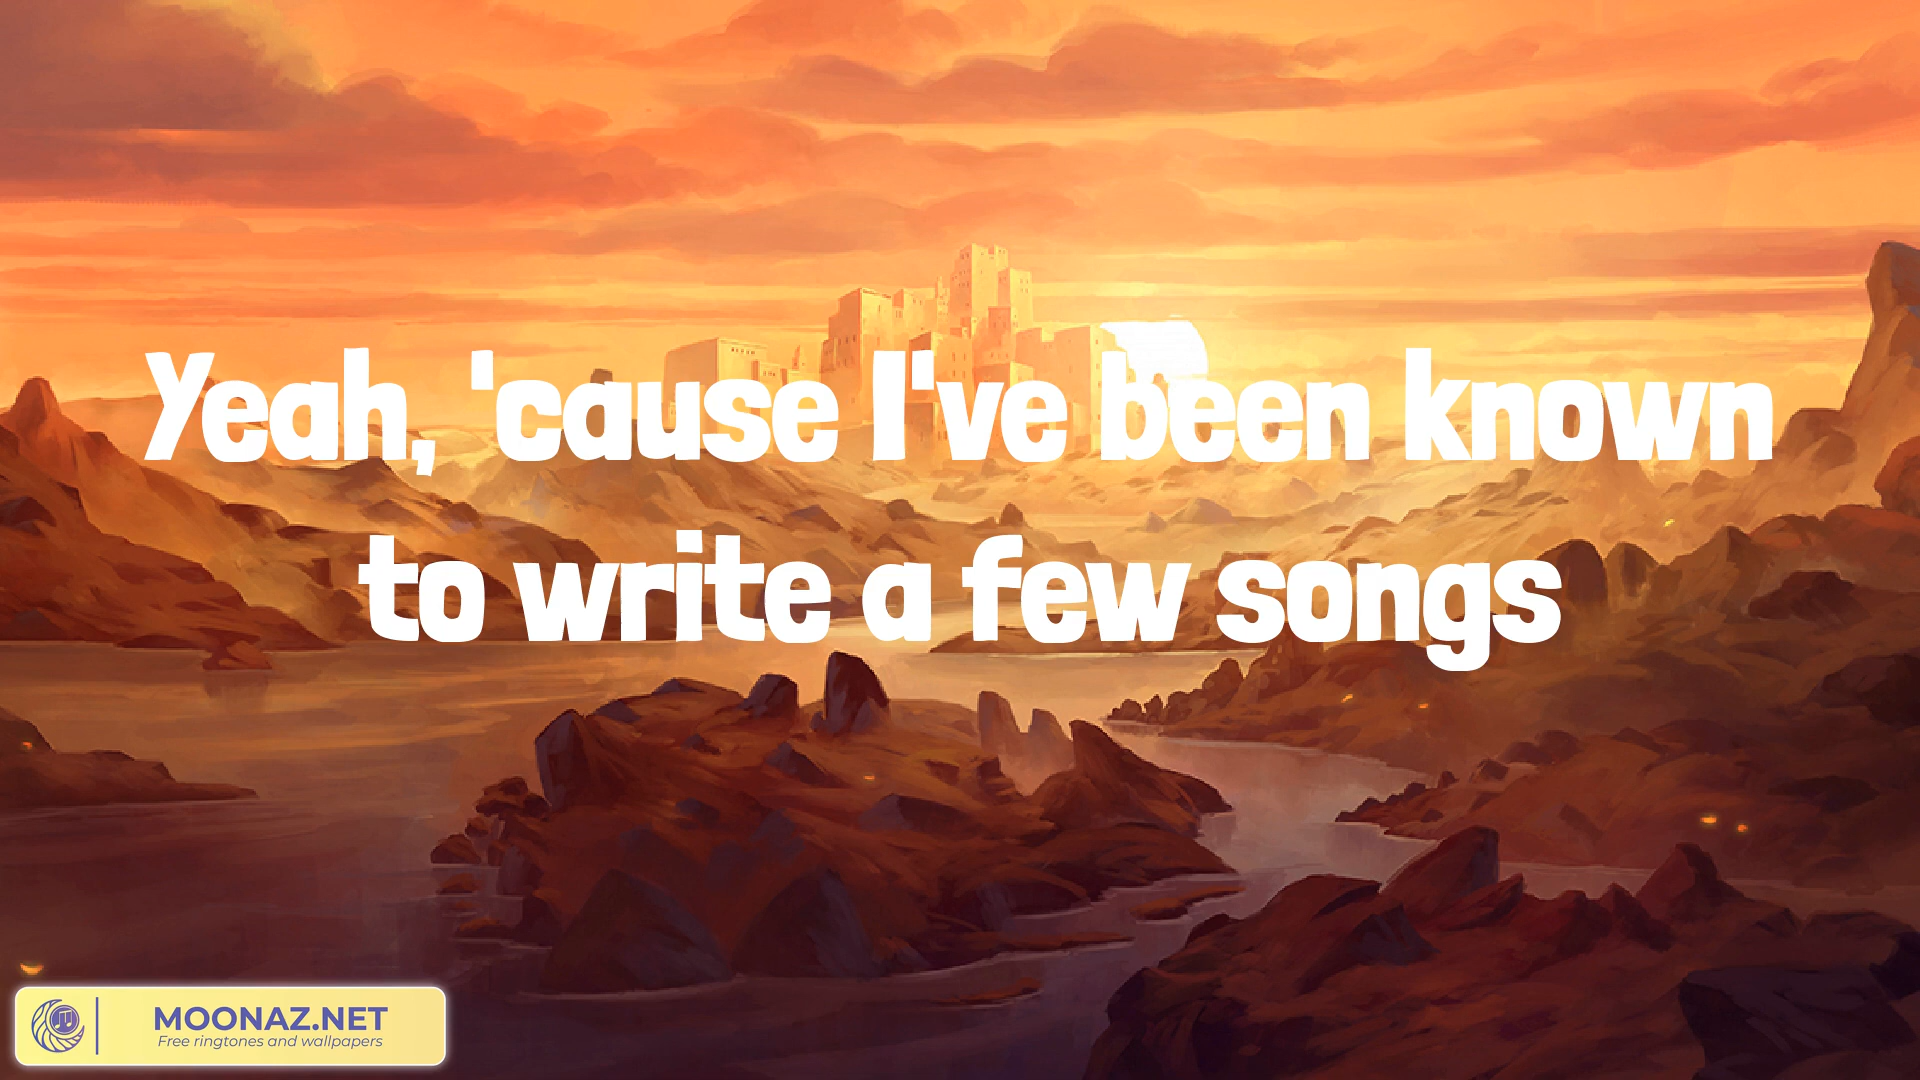 Yeah, 'cause I've been known
to write a few songs
MOONAZ.NET
Free ringtones and wallpapers